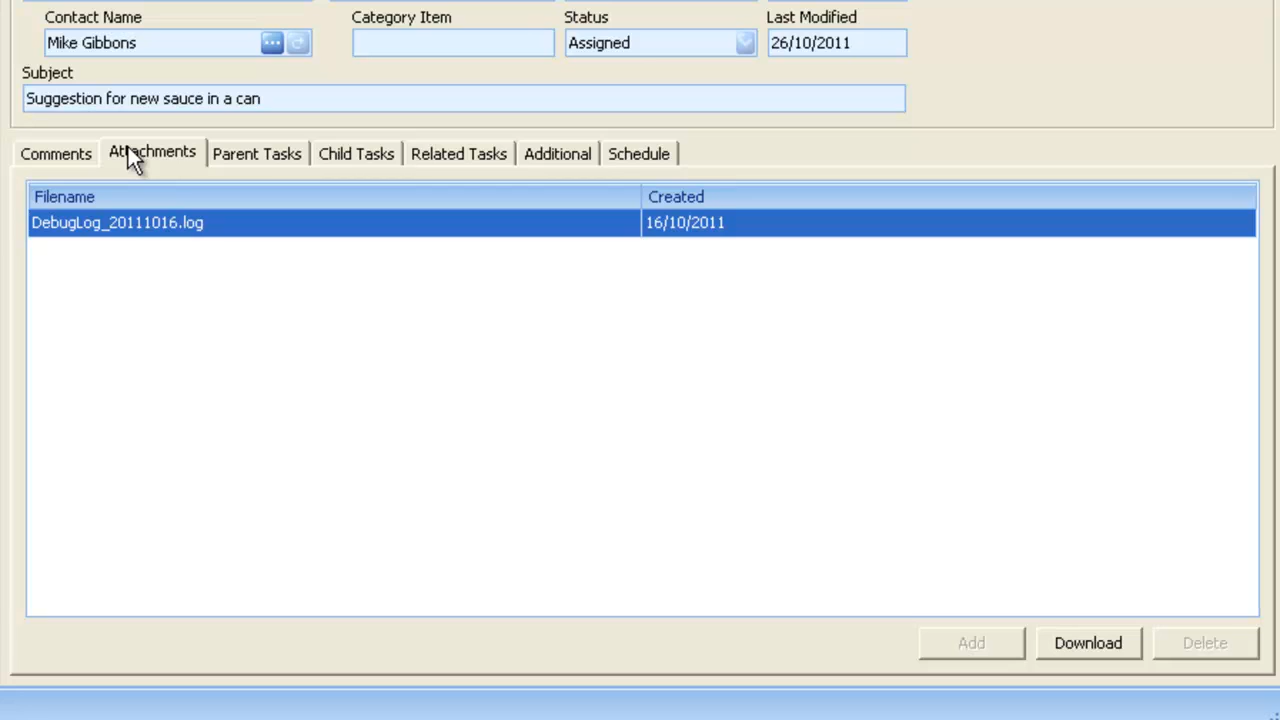 Contact Name Category Item Status Last Modified
Mike Gibbons Assigned 26/10/2011
Subject
Suggestion for new sauce in a can
Comments Attachments Parent Tasks Child Tasks Related Tasks Additional Schedule
Filename Created
DebugLog_20111016.log 16/10/2011
Add Download Delete